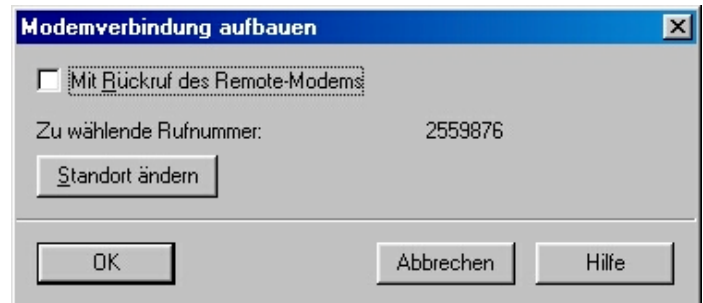 Modemverbindung aufbauen
Mit Rückruf des Remote-Modems
Zu wählende Rufnummer: 2559876
Standort ändern
OK Abbrechen Hilfe